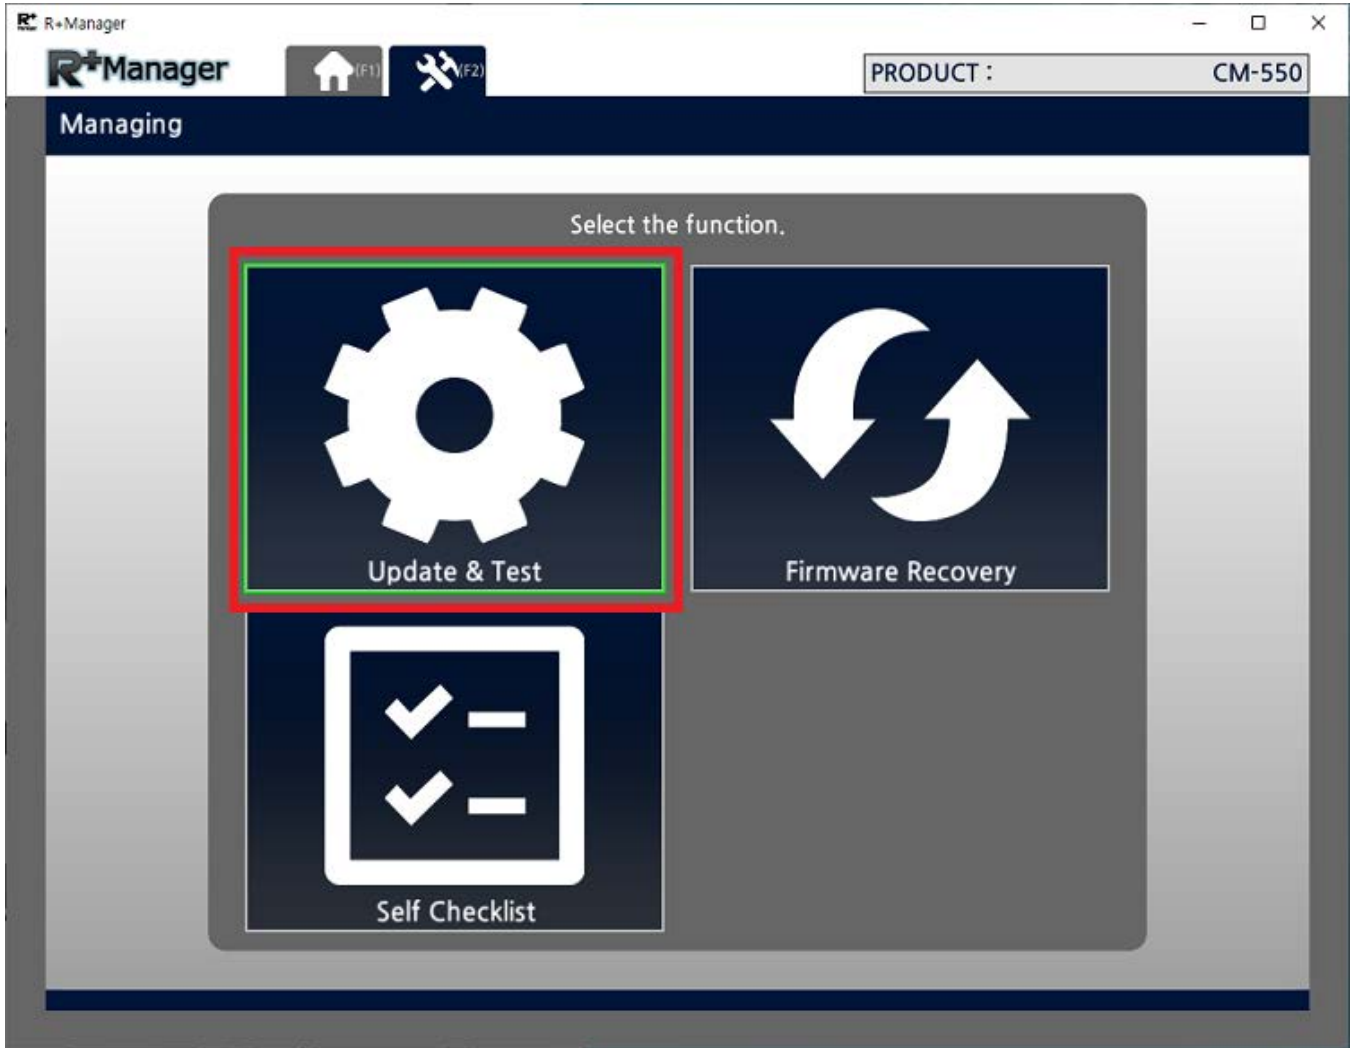 R+Manager
R+Manager
(F1)
(F2)
PRODUCT : CM-550
Managing
Select the function.
Update & Test
Firmware Recovery
Self Checklist